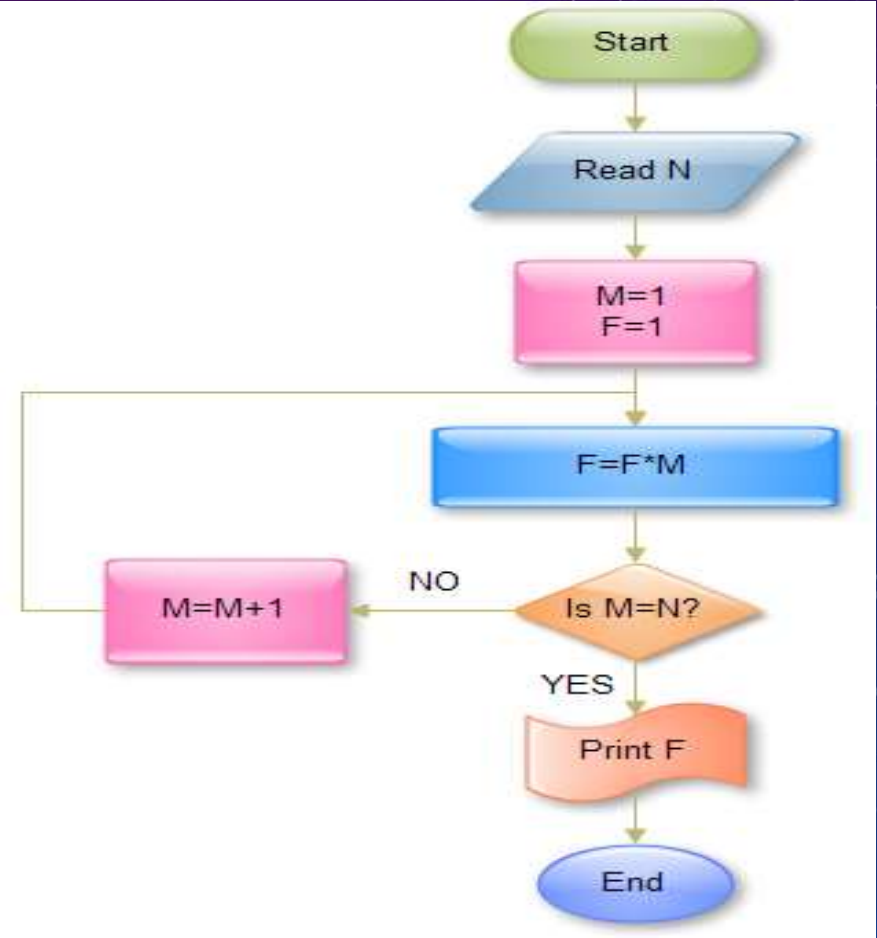 Start
Read N
M=1
F=1
F=F*M
Is M=N?
NO
M=M+1
YES
Print F
End